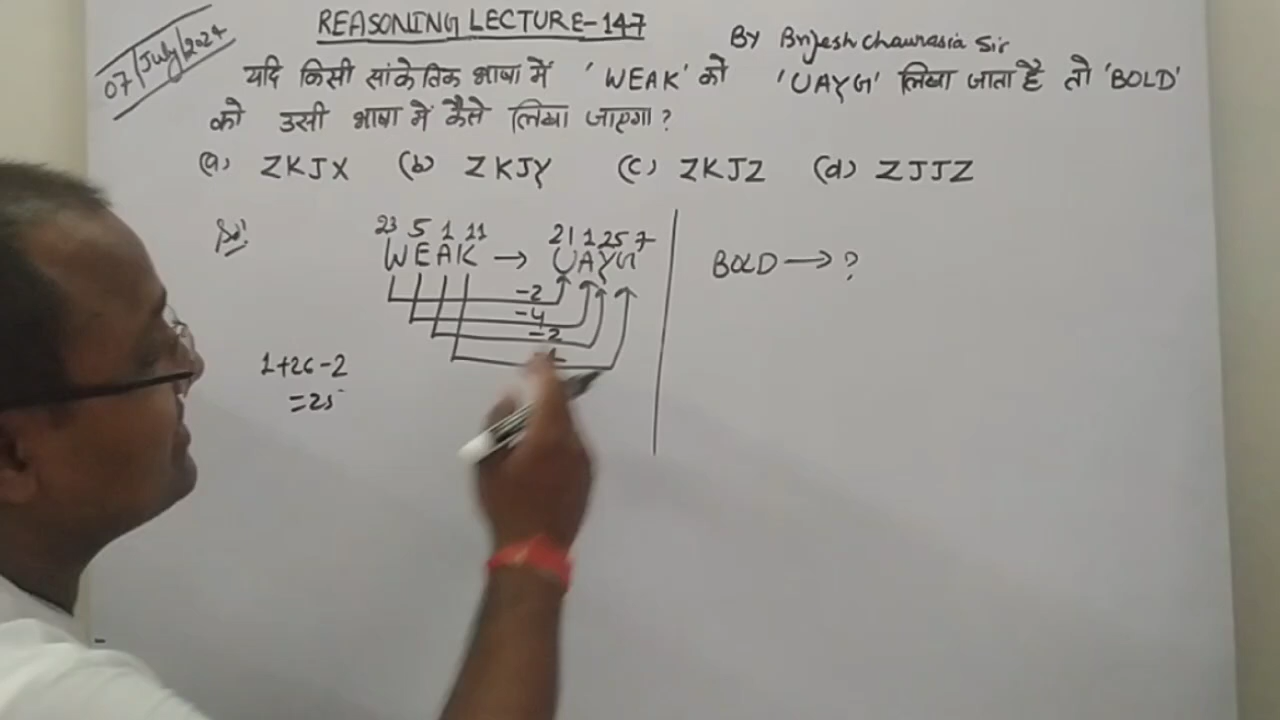 REASONING LECTURE-147
07/July/2024
By Brijesh Chaurasia Sir
यदि किसी सांकेतिक भाषा में 'WEAK' को 'UAYG' लिखा जाता है तो 'BOLD'
को उसी भाषा में कैसे लिखा जाएगा?
(a) ZKJX (b) ZKJY (c) ZKJZ (d) ZJJZ
Sol.
23 5 1 11 21 1 25 7
WEAK → UAYG
BOLD → ?
-2
-4
-2
1+26-2
=25